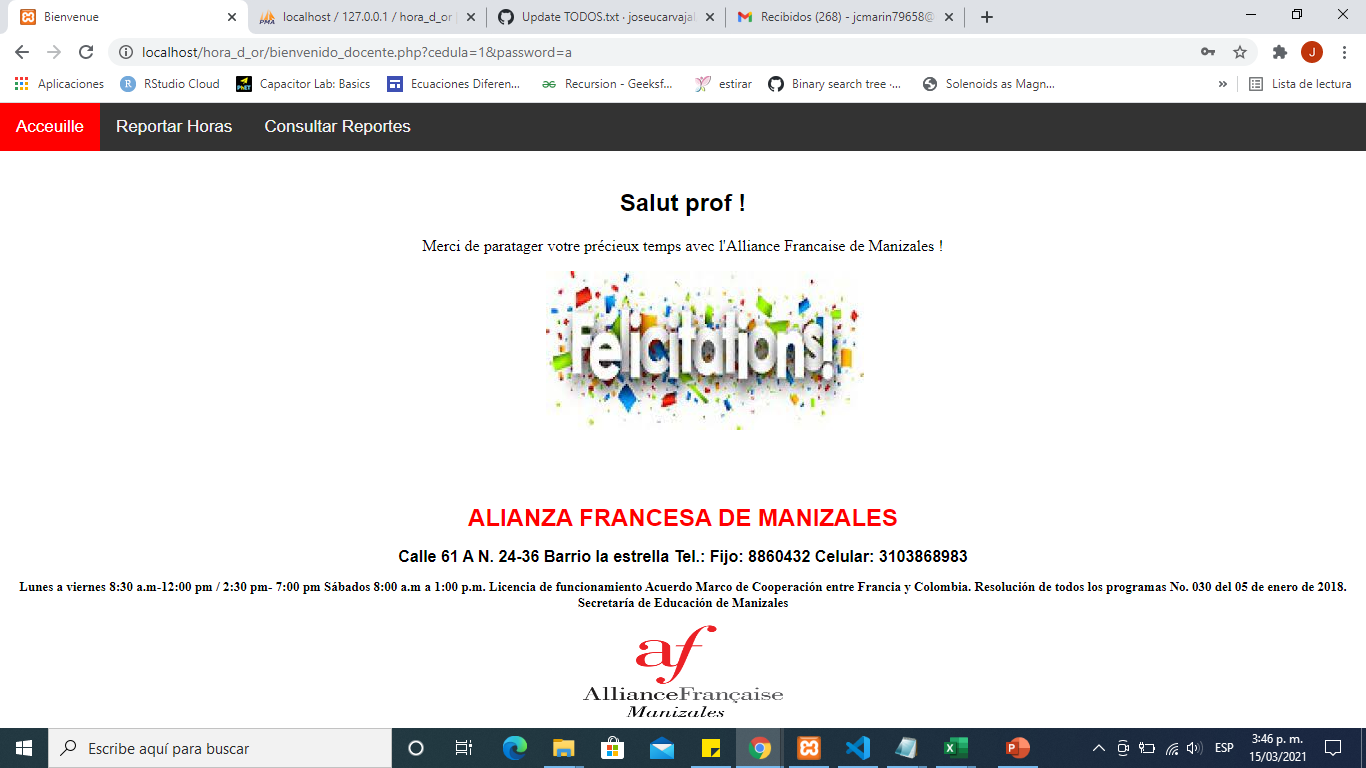 Bienvenue
localhost / 127.0.0.1 / hora_d_or
Update TODOS.txt · joseucarvajal
Recibidos (268) - jcmarin79658@
localhost/hora_d_or/bienvenido_docente.php?cedula=1&password=a
J
Aplicaciones
RStudio Cloud
Capacitor Lab: Basics
Ecuaciones Diferen...
Recursion - Geeksf...
estirar
Binary search tree -...
Solenoids as Magn...
»
Lista de lectura
Acceuille
Reportar Horas
Consultar Reportes
Salut prof !
Merci de paratager votre précieux temps avec l'Alliance Francaise de Manizales !
Félicitations!
ALIANZA FRANCESA DE MANIZALES
Calle 61 A N. 24-36 Barrio la estrella Tel.: Fijo: 8860432 Celular: 3103868983
Lunes a viernes 8:30 a.m-12:00 pm / 2:30 pm- 7:00 pm Sábados 8:00 a.m a 1:00 p.m. Licencia de funcionamiento Acuerdo Marco de Cooperación entre Francia y Colombia. Resolución de todos los programas No. 030 del 05 de enero de 2018.
Secretaría de Educación de Manizales
af
AllianceFrançaise
Manizales
Escribe aquí para buscar
ESP
3:46 p. m.
15/03/2021